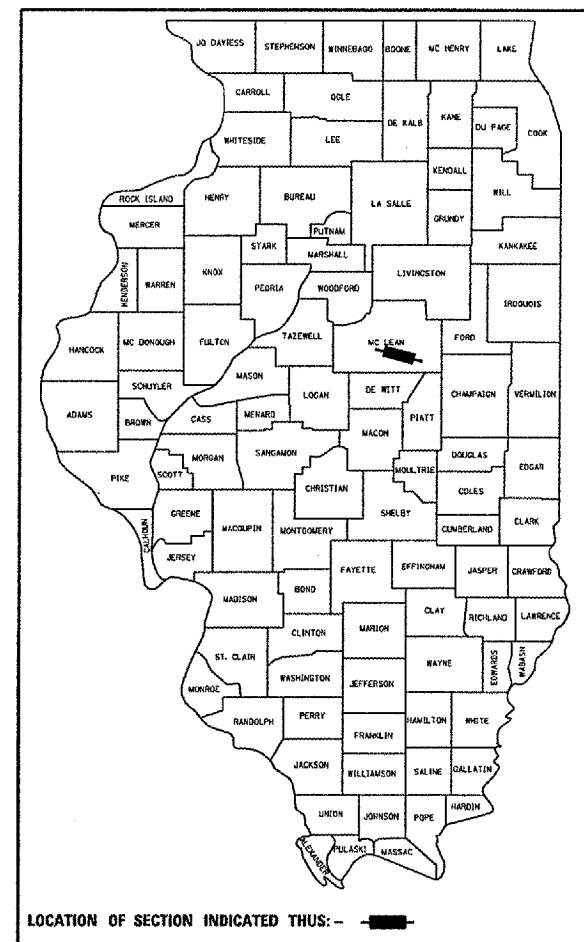 JO DAVIESS STEPHENSON WINNEBAGO BOONE MC HENRY LAKE
CARROLL OGLE DE KALB KANE DU PAGE COOK
WHITESIDE LEE KENDALL WILL
ROCK ISLAND HENRY BUREAU LA SALLE GRUNDY
MERCER PUTNAM KANKAKEE
STARK MARSHALL LIVINGSTON
HENDERSON WARREN KNOX PEORIA WOODFORD IROQUOIS
HANCOCK MC DONOUGH FULTON TAZEWELL MC LEAN FORD
SCHUYLER MASON LOGAN DE WITT CHAMPAIGN VERMILION
ADAMS BROWN CASS MENARD MACON PIATT
PIKE SCOTT MORGAN SANGAMON CHRISTIAN MOULTRIE DOUGLAS EDGAR
COLES
CALHOUN GREENE MACOUPIN MONTGOMERY SHELBY CUMBERLAND CLARK
JERSEY FAYETTE EFFINGHAM JASPER CRAWFORD
MADISON BOND CLAY RICHLAND LAWRENCE
ST. CLAIR CLINTON MARION WAYNE EDWARDS WABASH
MONROE WASHINGTON JEFFERSON
RANDOLPH PERRY FRANKLIN HAMILTON WHITE
JACKSON WILLIAMSON SALINE GALLATIN
UNION JOHNSON POPE HARDIN
ALEXANDER PULASKI MASSAC
LOCATION OF SECTION INDICATED THUS: -